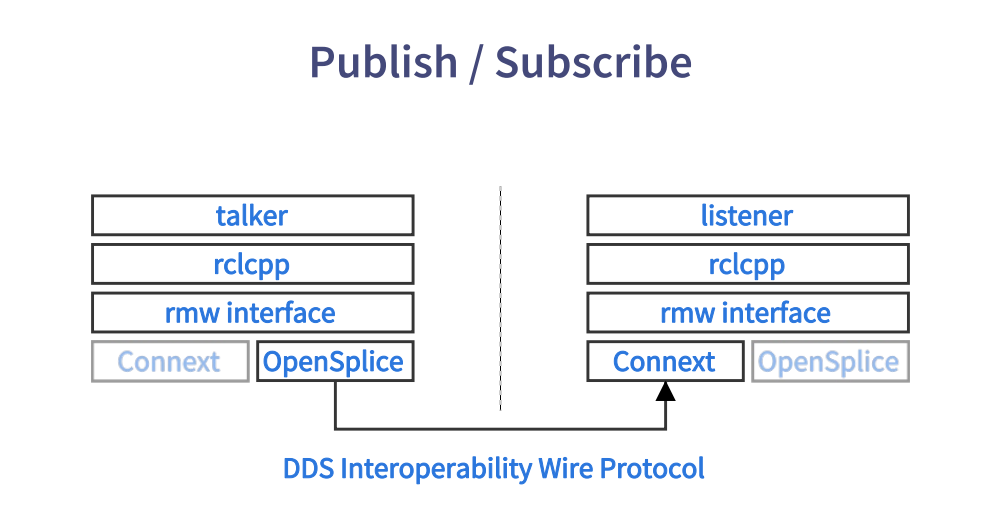 Publish / Subscribe
talker
rclcpp
rmw interface
Connext
OpenSplice
listener
rclcpp
rmw interface
Connext
OpenSplice
DDS Interoperability Wire Protocol